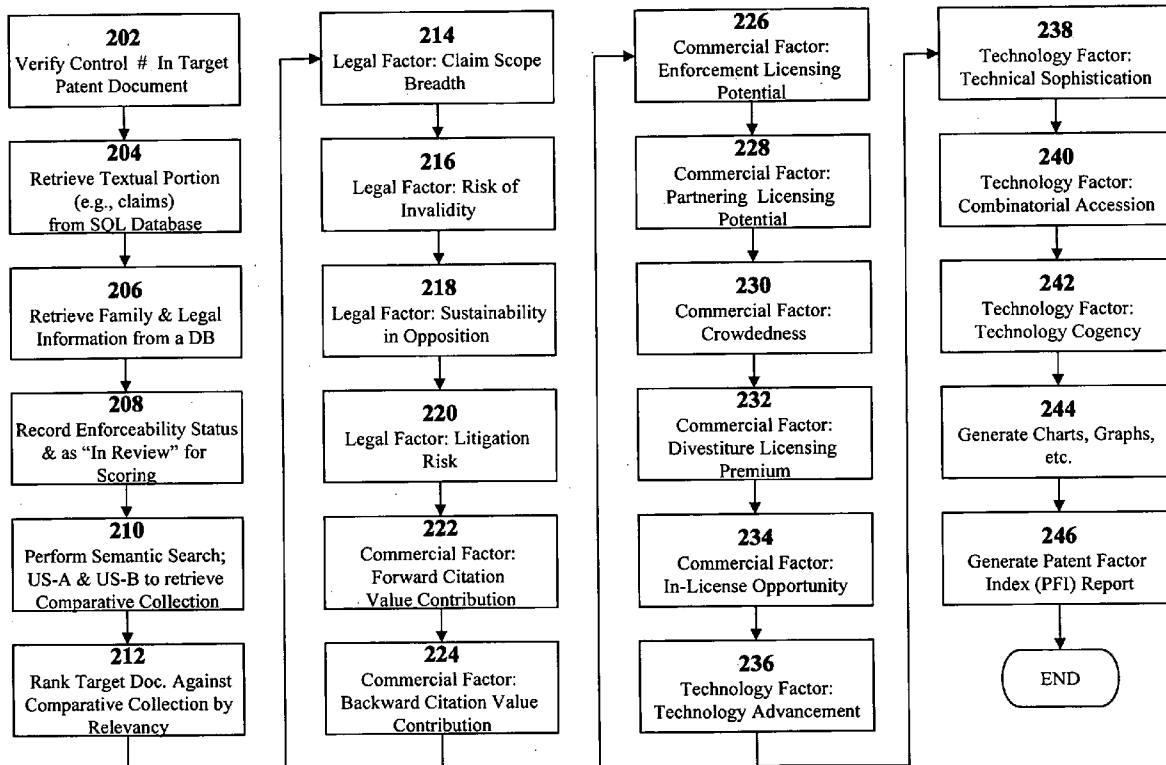 202
Verify Control # In Target
Patent Document
204
Retrieve Textual Portion
(e.g., claims)
from SQL Database
206
Retrieve Family & Legal
Information from a DB
208
Record Enforceability Status
& as “In Review” for
Scoring
210
Perform Semantic Search;
US-A & US-B to retrieve
Comparative Collection
212
Rank Target Doc. Against
Comparative Collection by
Relevancy
214
Legal Factor: Claim Scope
Breadth
216
Legal Factor: Risk of
Invalidity
218
Legal Factor: Sustainability
in Opposition
220
Legal Factor: Litigation
Risk
222
Commercial Factor:
Forward Citation
Value Contribution
224
Commercial Factor:
Backward Citation Value
Contribution
226
Commercial Factor:
Enforcement Licensing
Potential
228
Commercial Factor:
Partnering Licensing
Potential
230
Commercial Factor:
Crowdedness
232
Commercial Factor:
Divestiture Licensing
Premium
234
Commercial Factor:
In-License Opportunity
236
Technology Factor:
Technology Advancement
238
Technology Factor:
Technical Sophistication
240
Technology Factor:
Combinatorial Accession
242
Technology Factor:
Technology Cogency
244
Generate Charts, Graphs,
etc.
246
Generate Patent Factor
Index (PFI) Report
END